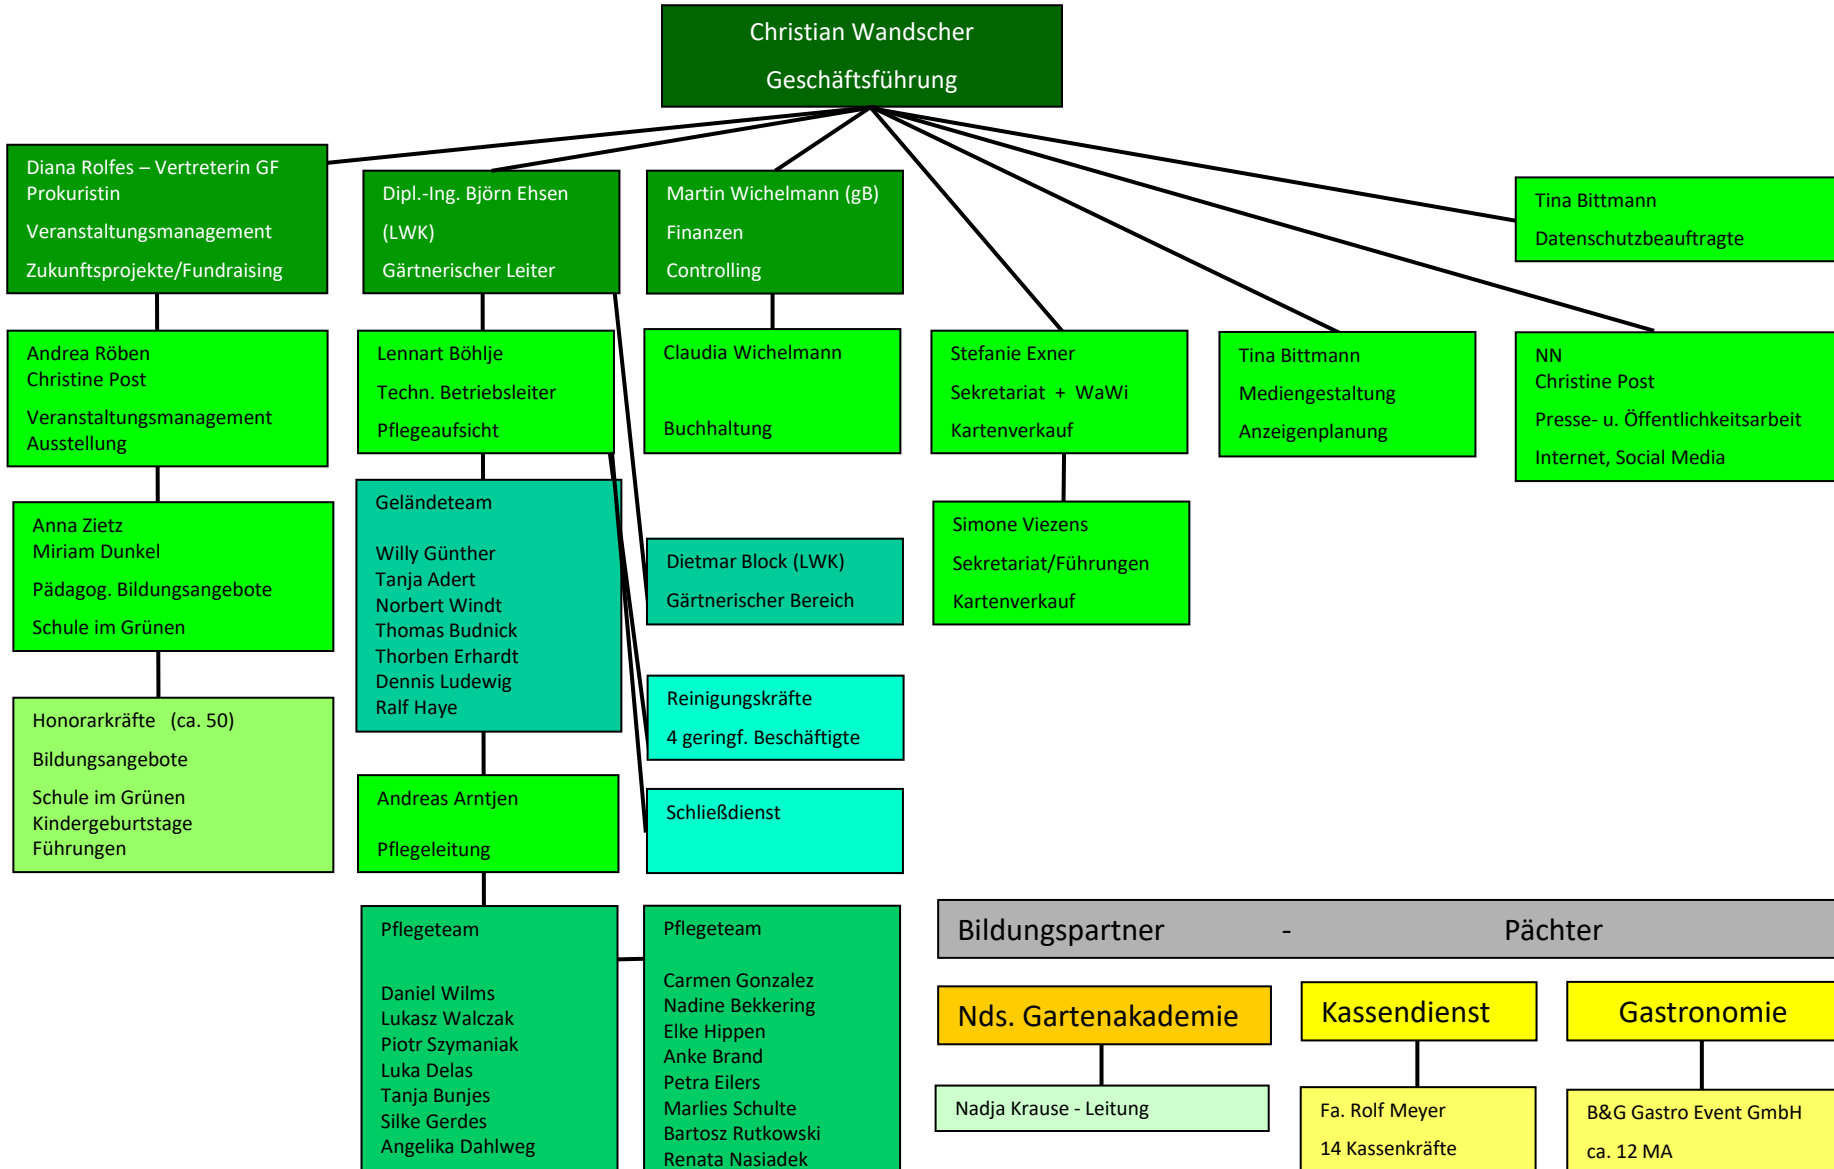 Christian Wandscher
Geschäftsführung
Diana Rolfes – Vertreterin GF
Prokuristin
Veranstaltungsmanagement
Zukunftsprojekte/Fundraising
Dipl.-Ing. Björn Ehsen
(LWK)
Gärtnerischer Leiter
Martin Wichelmann (gB)
Finanzen
Controlling
Tina Bittmann
Datenschutzbeauftragte
Andrea Röben
Christine Post
Veranstaltungsmanagement
Ausstellung
Lennart Böhlje
Techn. Betriebsleiter
Pflegeaufsicht
Claudia Wichelmann
Buchhaltung
Stefanie Exner
Sekretariat + WaWi
Kartenverkauf
Tina Bittmann
Mediengestaltung
Anzeigenplanung
NN
Christine Post
Presse- u. Öffentlichkeitsarbeit
Internet, Social Media
Anna Zietz
Miriam Dunkel
Pädagog. Bildungsangebote
Schule im Grünen
Geländeteam
Willy Günther
Tanja Adert
Norbert Windt
Thomas Budnick
Thorben Erhardt
Dennis Ludewig
Ralf Haye
Dietmar Block (LWK)
Gärtnerischer Bereich
Simone Viezens
Sekretariat/Führungen
Kartenverkauf
Honorarkräfte (ca. 50)
Bildungsangebote
Schule im Grünen
Kindergeburtstage
Führungen
Reinigungskräfte
4 geringf. Beschäftigte
Andreas Arntjen
Pflegeleitung
Schließdienst
Pflegeteam
Daniel Wilms
Lukasz Walczak
Piotr Szymaniak
Luka Delas
Tanja Bunjes
Silke Gerdes
Angelika Dahlweg
Pflegeteam
Carmen Gonzalez
Nadine Bekkering
Elke Hippen
Anke Brand
Petra Eilers
Marlies Schulte
Bartosz Rutkowski
Renata Nasiadek
Bildungspartner - Pächter
Nds. Gartenakademie
Nadja Krause - Leitung
Kassendienst
Fa. Rolf Meyer
14 Kassenkräfte
Gastronomie
B&G Gastro Event GmbH
ca. 12 MA